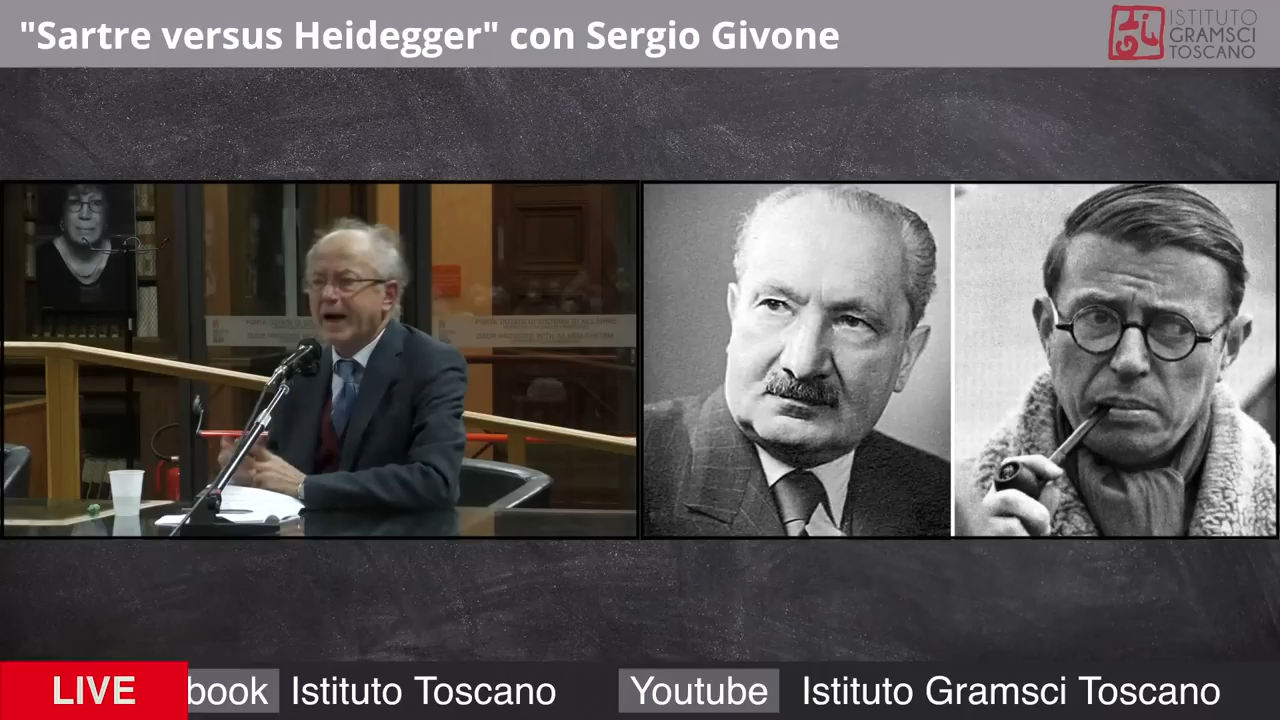 "Sartre versus Heidegger" con Sergio Givone
ISTITUTO
GRAMSCI
TOSCANO
LIVE
book Istituto Toscano
Youtube Istituto Gramsci Toscano